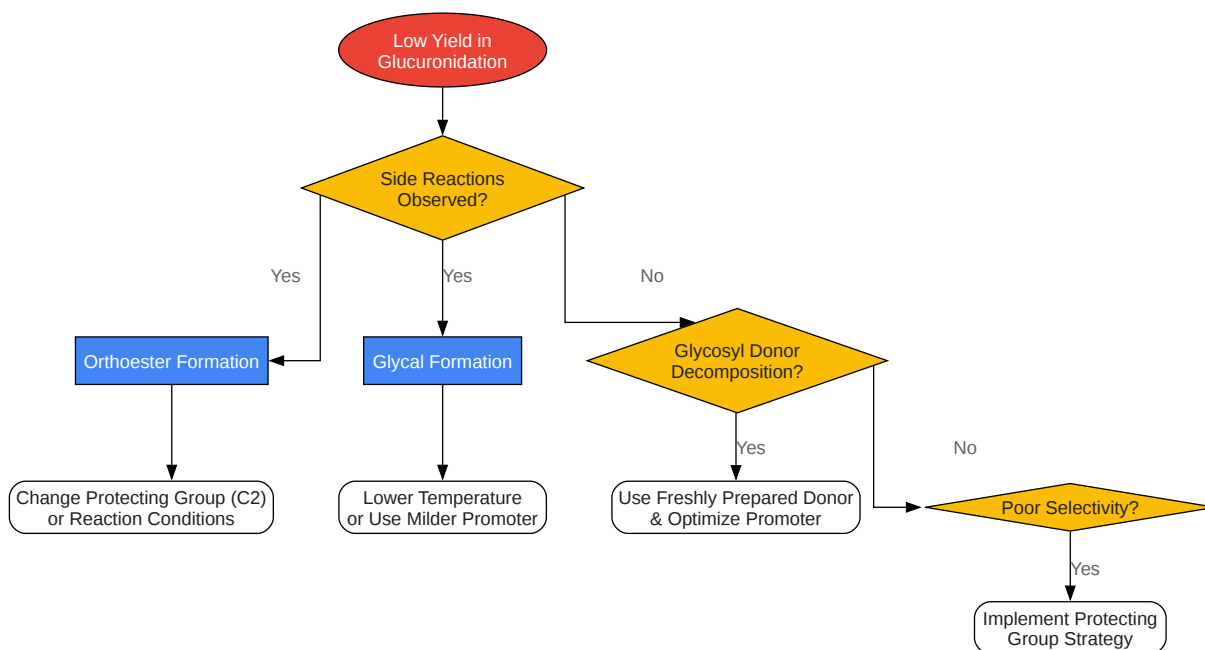 Low Yield in
Glucuronidation
Side Reactions
Observed?
Yes
Yes
No
Orthoester Formation
Glycal Formation
Glycosyl Donor
Decomposition?
Yes
No
Change Protecting Group (C2)
or Reaction Conditions
Lower Temperature
or Use Milder Promoter
Use Freshly Prepared Donor
& Optimize Promoter
Poor Selectivity?
Yes
Implement Protecting
Group Strategy